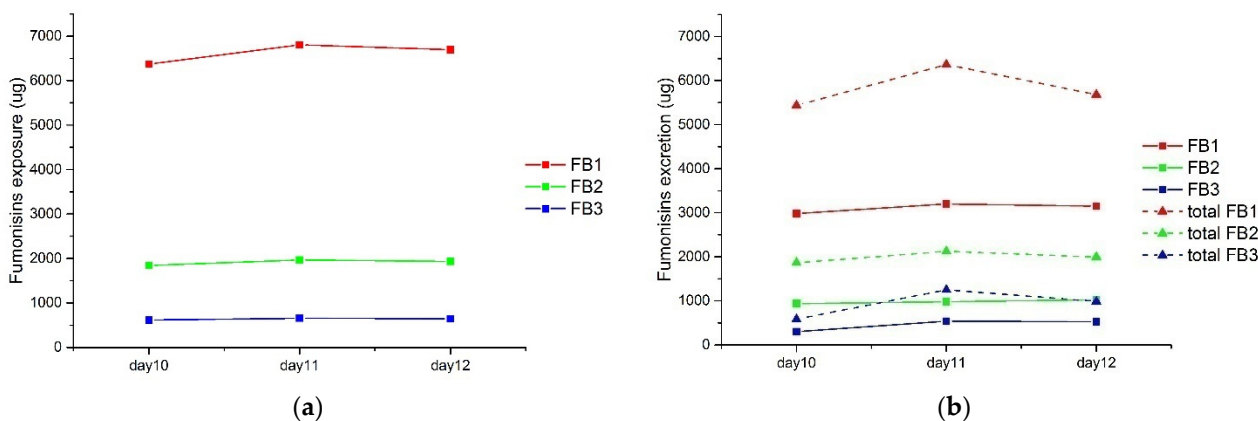 Fumonisins exposure (ug)
7000
6000
5000
4000
3000
2000
1000
0
day10
day11
day12
FB1
FB2
FB3
(a)
Fumonisins excretion (ug)
7000
6000
5000
4000
3000
2000
1000
0
day10
day11
day12
FB1
FB2
FB3
total FB1
total FB2
total FB3
(b)